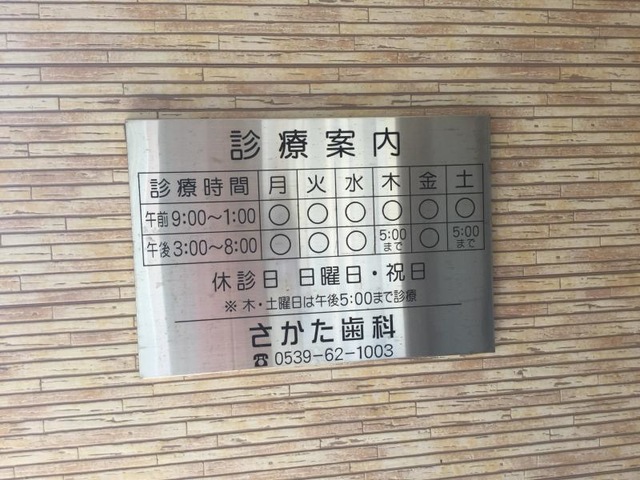 診療案内
診療時間 月 火 水 木 金 土
午前9:00〜1:00 ○ ○ ○ ○ ○ ○
午後3:00〜8:00 ○ ○ ○ 5:00まで ○ 5:00まで
休診日 日曜日・祝日
※ 木・土曜日は午後5:00まで診療
さかた歯科
☎ 0539-62-1003